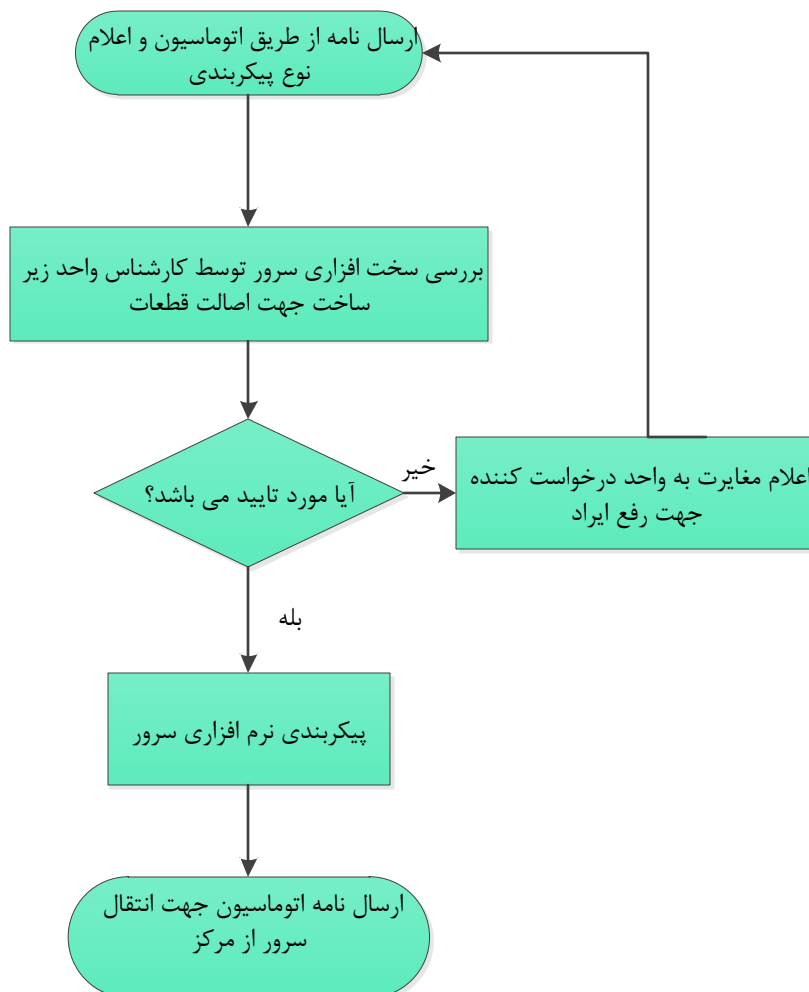 ارسال نامه از طریق اتوماسیون و اعلام
نوع پیکربندی
بررسی سخت افزاری سرور توسط کارشناس واحد زیر
ساخت جهت اصالت قطعات
آیا مورد تایید می باشد؟
خیر
اعلام مغایرت به واحد درخواست کننده
جهت رفع ایراد
بله
پیکربندی نرم افزاری سرور
ارسال نامه اتوماسیون جهت انتقال
سرور از مرکز